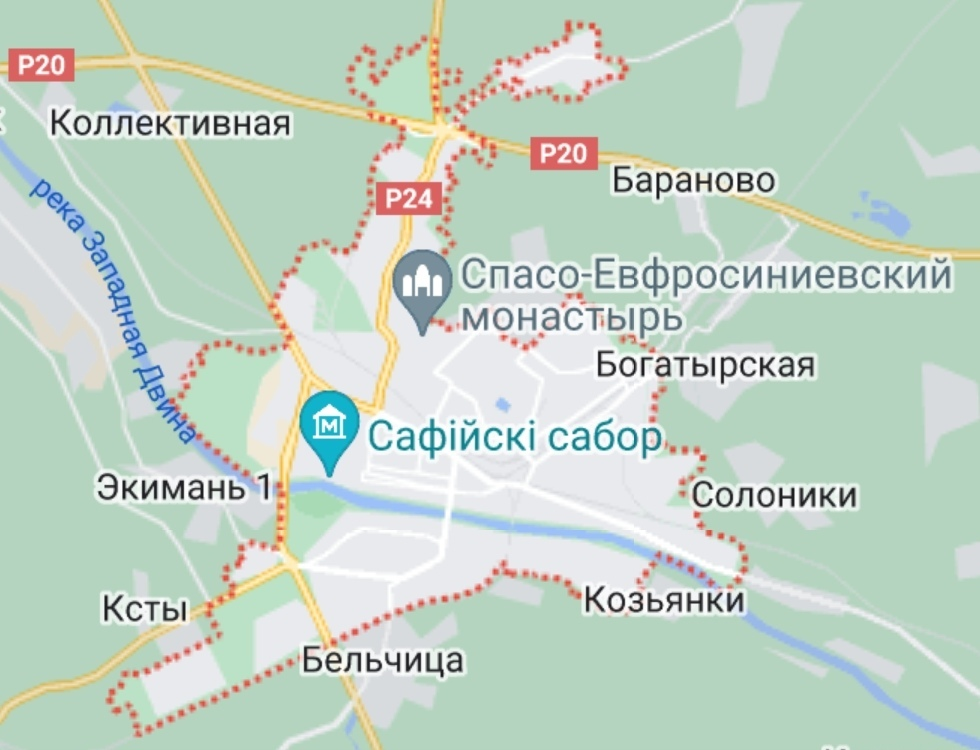 P20
Коллективная
P20
Бараново
река Западная Двина
P24
Спасо-Евфросиниевский
монастырь
Богатырская
Сафійскі сабор
Экимань 1
Солоники
Ксты
Козьянки
Бельчица